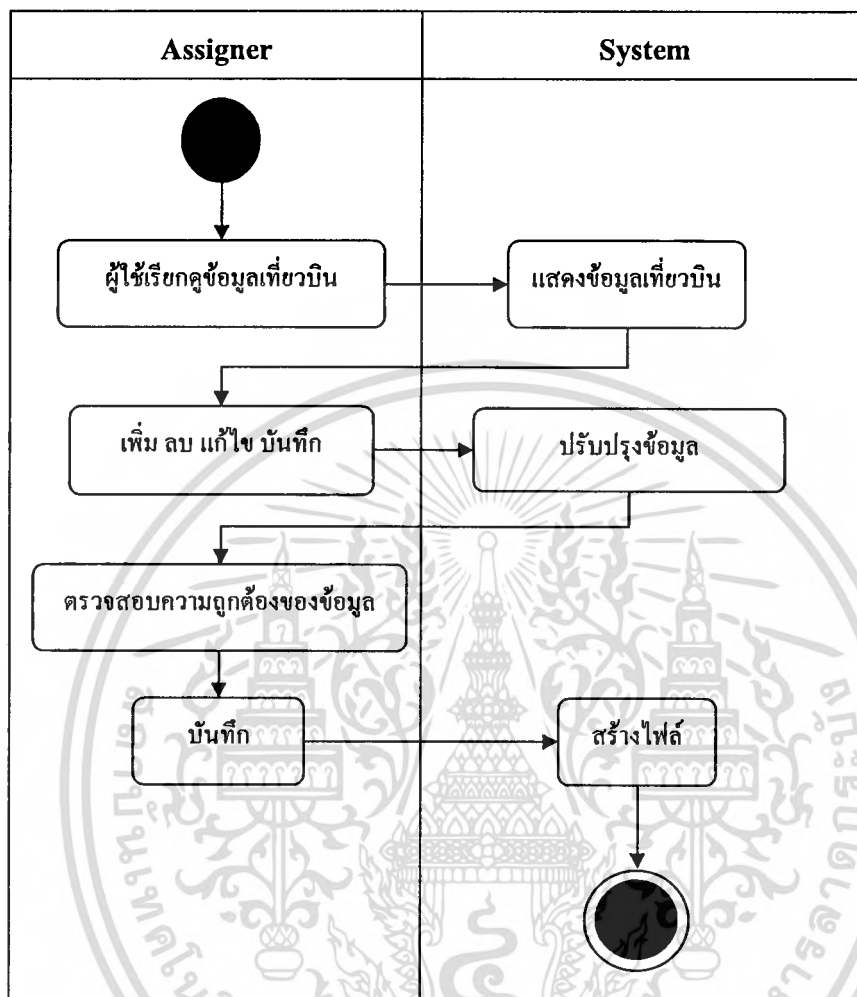 Assigner
System
ผู้ใช้เรียกดูข้อมูลเที่ยวบิน
แสดงข้อมูลเที่ยวบิน
เพิ่ม ลบ แก้ไข บันทึก
ปรับปรุงข้อมูล
ตรวจสอบความถูกต้องของข้อมูล
บันทึก
สร้างไฟล์